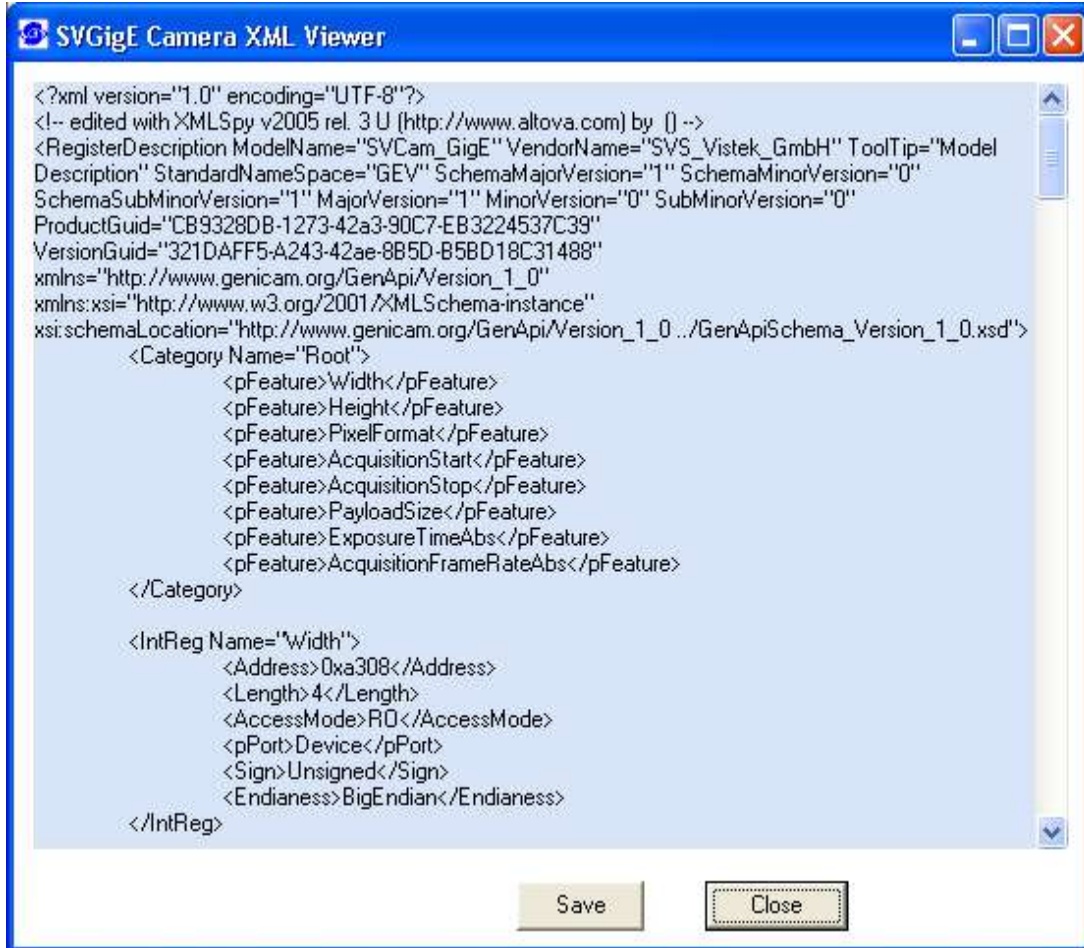 SVGigE Camera XML Viewer
<?xml version="1.0" encoding="UTF-8"?>
<!-- edited with XMLSpy v2005 rel. 3 U (http://www.altova.com) by () -->
<RegisterDescription ModelName="SVCam_GigE" VendorName="SVS_Vistek_GmbH" ToolTip="Model
Description" StandardNameSpace="GEV" SchemaMajorVersion="1" SchemaMinorVersion="0"
SchemaSubMinorVersion="1" MajorVersion="1" MinorVersion="0" SubMinorVersion="0"
ProductGuid="CB9328DB-1273-42a3-90C7-EB3224537C39"
VersionGuid="321DAFF5-A243-42ae-8B5D-B5BD18C31488"
xmlns="http://www.genicam.org/GenApi/Version_1_0"
xmlns:xsi="http://www.w3.org/2001/XMLSchema-instance"
xsi:schemaLocation="http://www.genicam.org/GenApi/Version_1_0 .../GenApiSchema_Version_1_0.xsd">
<Category Name="Root">
<pFeature>Width</pFeature>
<pFeature>Height</pFeature>
<pFeature>PixelFormat</pFeature>
<pFeature>AcquisitionStart</pFeature>
<pFeature>AcquisitionStop</pFeature>
<pFeature>PayloadSize</pFeature>
<pFeature>ExposureTimeAbs</pFeature>
<pFeature>AcquisitionFrameRateAbs</pFeature>
</Category>
<IntReg Name="Width">
<Address>0xa308</Address>
<Length>4</Length>
<AccessMode>RO</AccessMode>
<pPort>Device</pPort>
<Sign>Unsigned</Sign>
<Endianess>BigEndian</Endianess>
</IntReg>
Save
Close